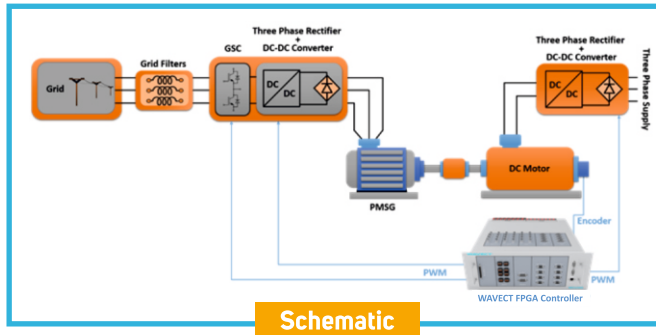 Three Phase Rectifier
+
DC-DC Converter
GSC
Grid Filters
Grid
DC
DC
Three Phase Rectifier
+
DC-DC Converter
DC
DC
Three Phase Supply
PMSG
DC Motor
Encoder
PWM
PWM
WAVECT FPGA Controller
Schematic